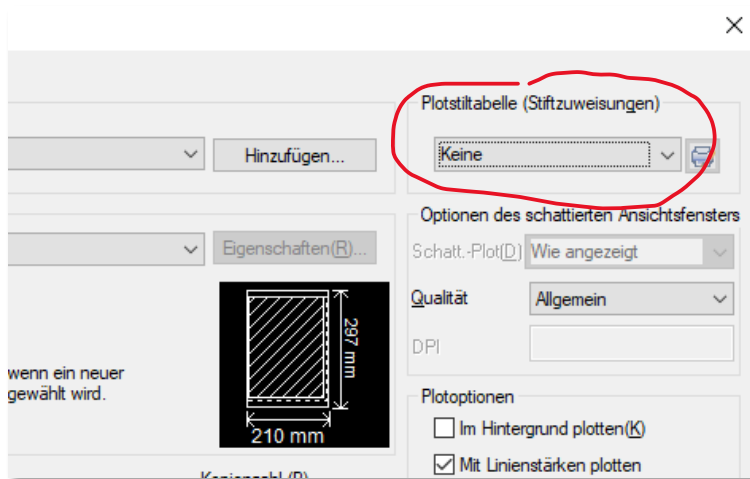 Plotstiltabelle (Stiftzuweisungen)
Hinzufügen...
Keine
Optionen des schattierten Ansichtsfensters
Eigenschaften(R)...
Schatt.-Plot(D) Wie angezeigt
Qualität Allgemein
297 mm
DPI
wenn ein neuer
gewählt wird.
Plotoptionen
210 mm
Im Hintergrund plotten(K)
Mit Linienstärken plotten